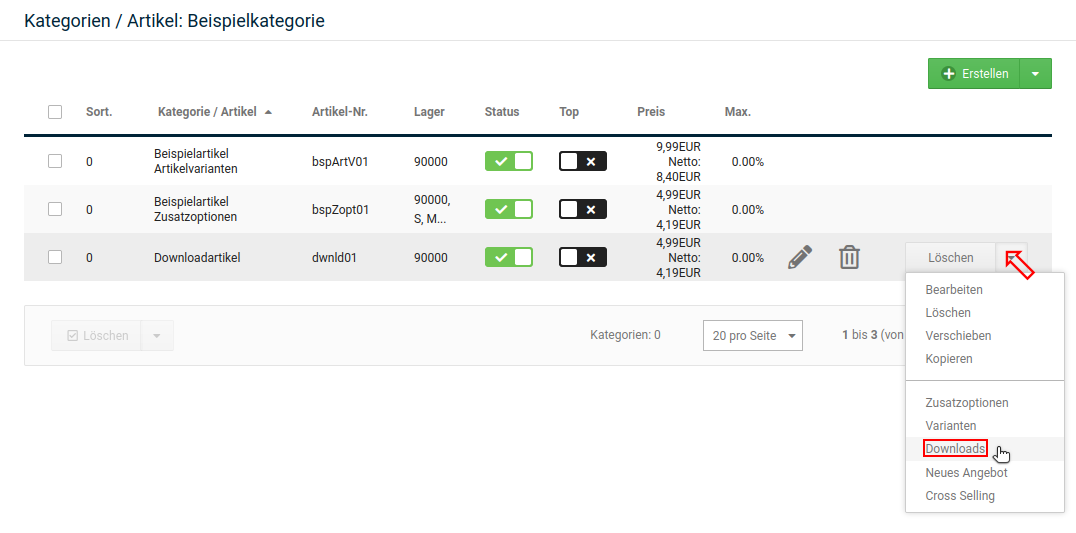 Kategorien / Artikel: Beispielkategorie
Erstellen
Sort. Kategorie / Artikel Artikel-Nr. Lager Status Top Preis Max.
0 Beispielartikel Artikelvarianten bspArtV01 90000 9,99EUR Netto: 8,40EUR 0.00%
0 Beispielartikel Zusatzoptionen bspZopt01 90000, S, M... 4,99EUR Netto: 4,19EUR 0.00%
0 Downloadartikel dwnld01 90000 4,99EUR Netto: 4,19EUR 0.00% Löschen
Bearbeiten
Löschen
Verschieben
Kopieren
Zusatzoptionen
Varianten
Downloads
Neues Angebot
Cross Selling
Löschen Kategorien: 0 20 pro Seite 1 bis 3 (von